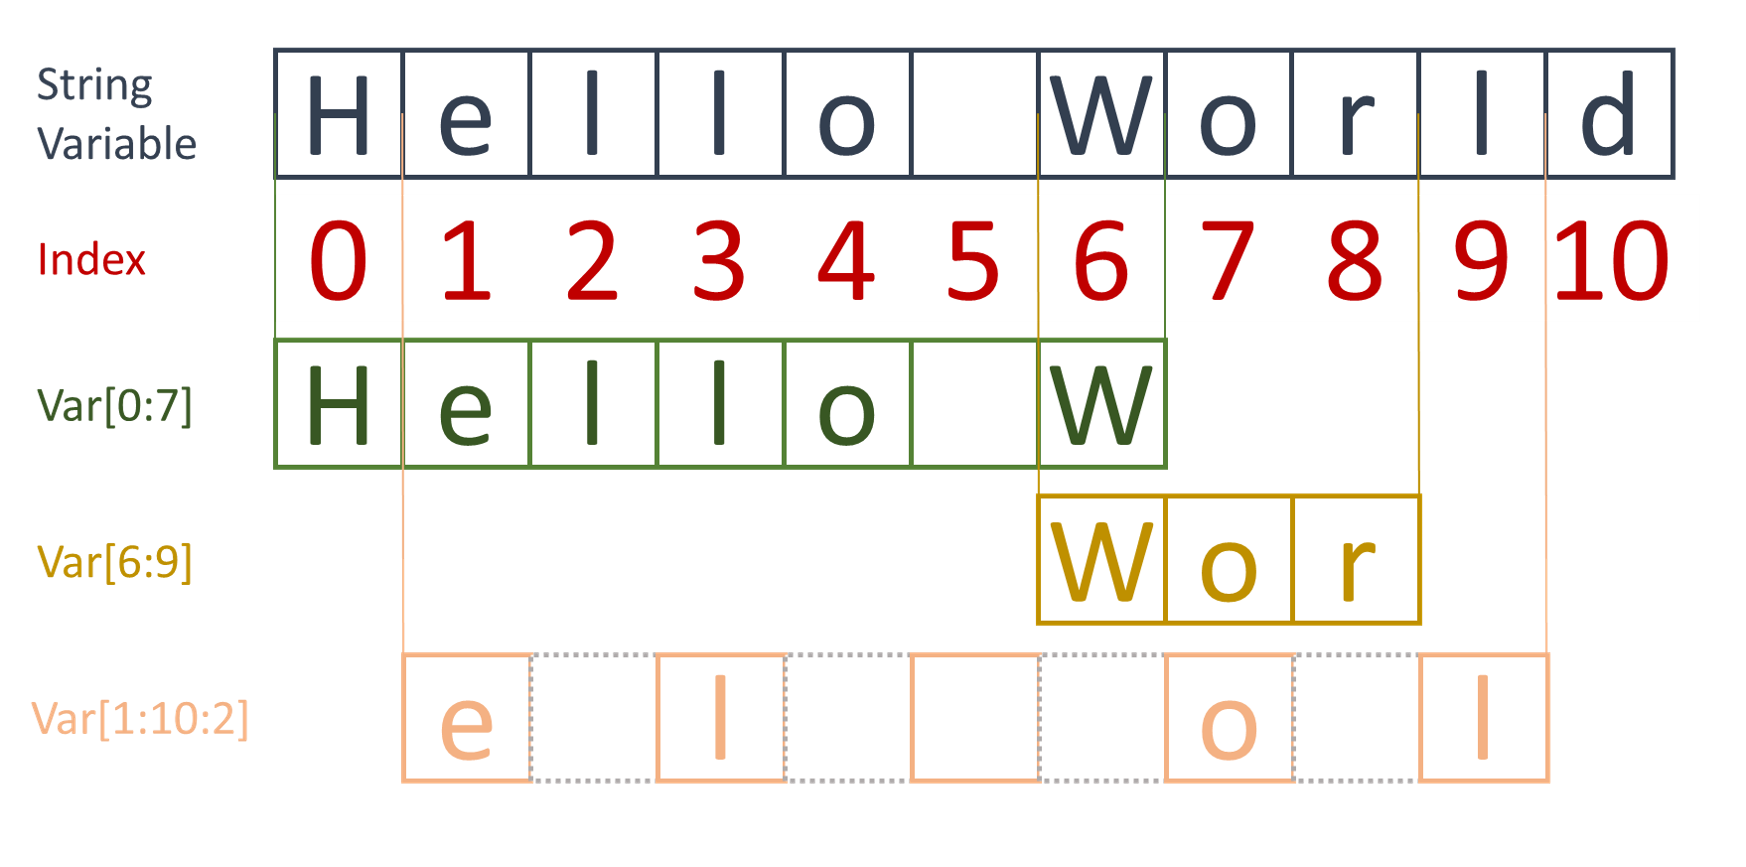 String
Variable
H e l l o W o r l d
Index
0 1 2 3 4 5 6 7 8 9 10
Var[0:7]
H e l l o W
Var[6:9]
W o r
Var[1:10:2]
e l o l